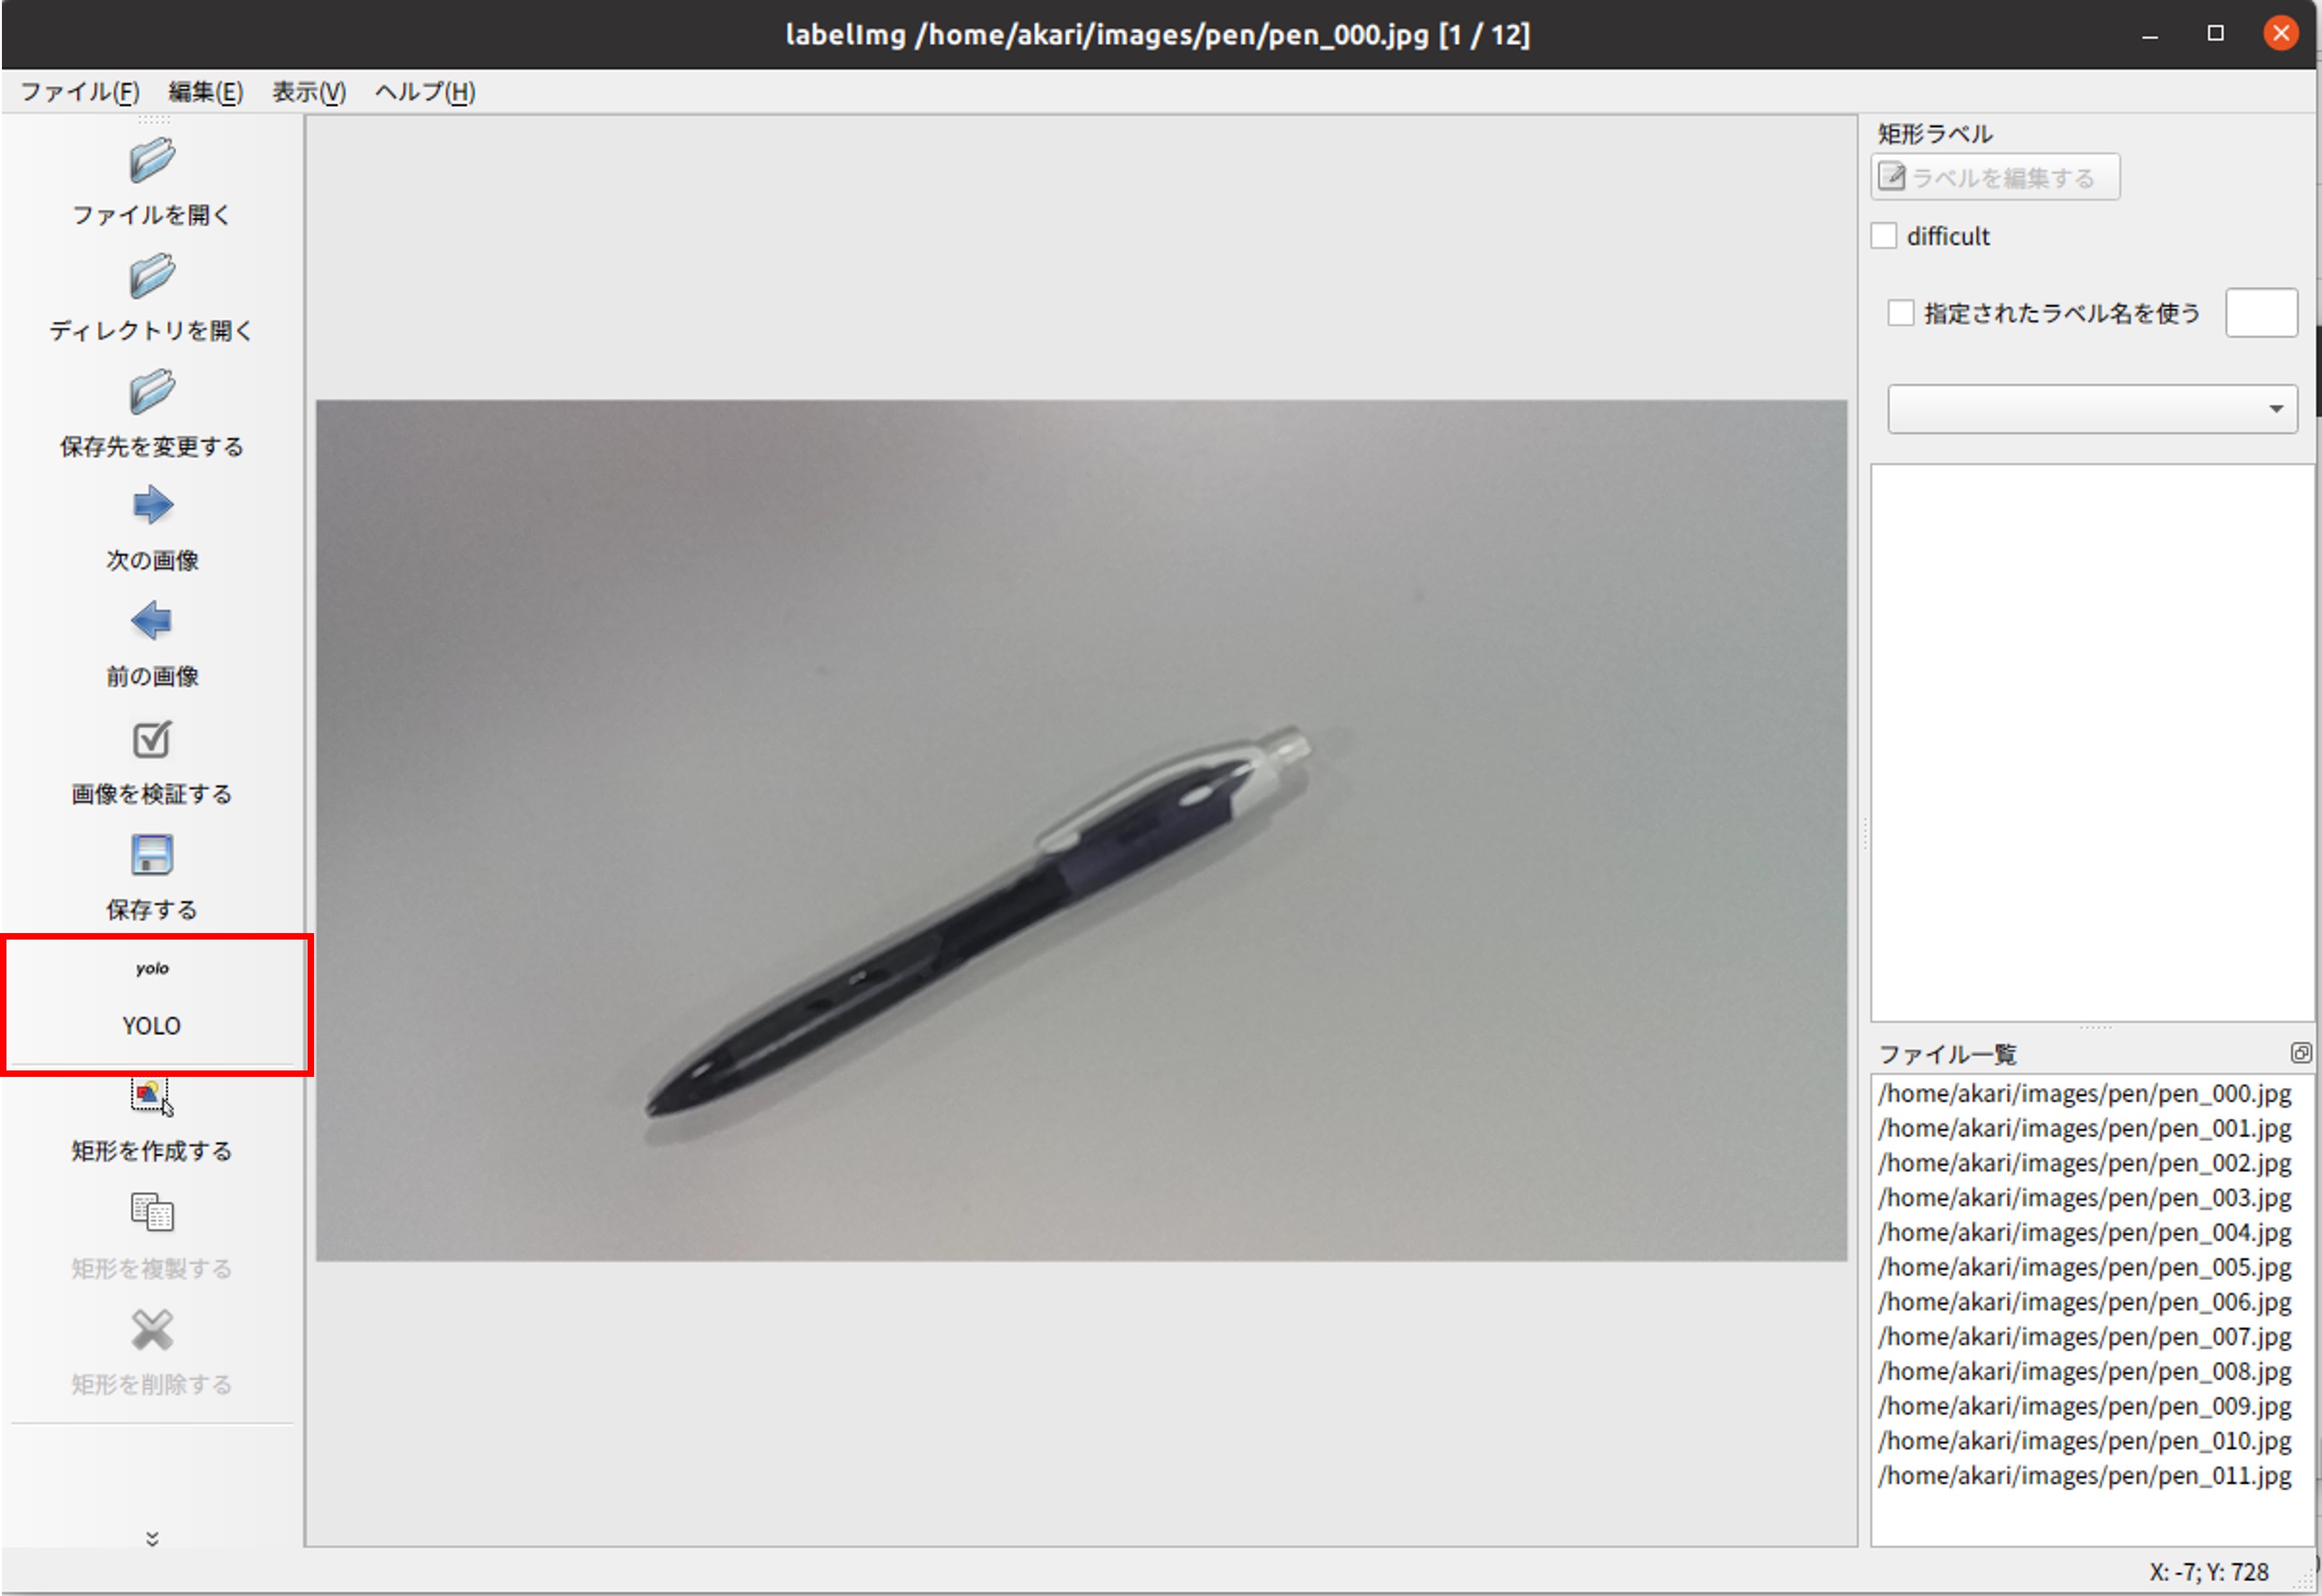 labelImg /home/akari/images/pen/pen_000.jpg [1 / 12]
ファイル(F) 編集(E) 表示(V) ヘルプ(H)
ファイルを開く
ディレクトリを開く
保存先を変更する
次の画像
前の画像
画像を検証する
保存する
yolo
YOLO
矩形を作成する
矩形を複製する
矩形を削除する
矩形ラベル
ラベルを編集する
difficult
指定されたラベル名を使う
ファイル一覧
/home/akari/images/pen/pen_000.jpg
/home/akari/images/pen/pen_001.jpg
/home/akari/images/pen/pen_002.jpg
/home/akari/images/pen/pen_003.jpg
/home/akari/images/pen/pen_004.jpg
/home/akari/images/pen/pen_005.jpg
/home/akari/images/pen/pen_006.jpg
/home/akari/images/pen/pen_007.jpg
/home/akari/images/pen/pen_008.jpg
/home/akari/images/pen/pen_009.jpg
/home/akari/images/pen/pen_010.jpg
/home/akari/images/pen/pen_011.jpg
X: -7; Y: 728